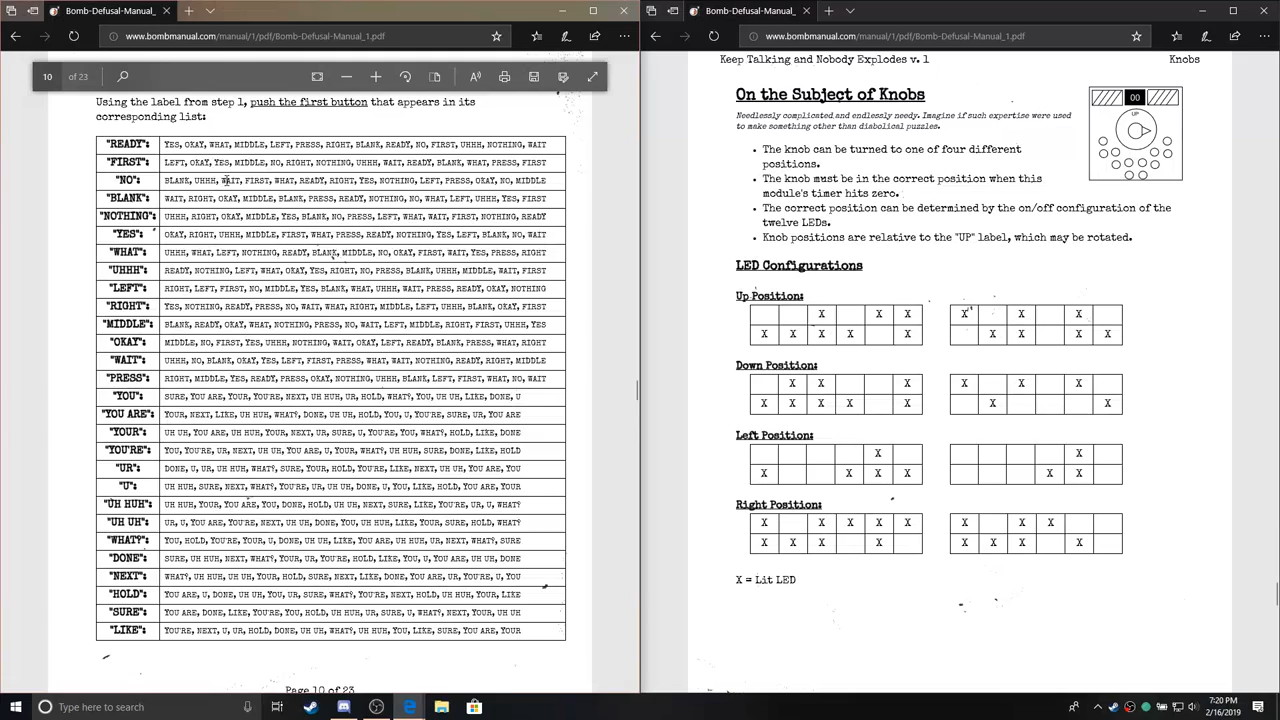 Bomb-Defusal-Manual_
www.bombmanual.com/manual/1/pdf/Bomb-Defusal-Manual_1.pdf
10 of 23
Using the label from step 1, push the first button that appears in its
corresponding list:
"READY": YES, OKAY, WHAT, MIDDLE, LEFT, PRESS, RIGHT, BLANK, READY, NO, FIRST, UHHH, NOTHING, WAIT
"FIRST": LEFT, OKAY, YES, MIDDLE, NO, RIGHT, NOTHING, UHHH, WAIT, READY, BLANK, WHAT, PRESS, FIRST
"NO": BLANK, UHHH, WAIT, FIRST, WHAT, READY, RIGHT, YES, NOTHING, LEFT, PRESS, OKAY, NO, MIDDLE
"BLANK": WAIT, RIGHT, OKAY, MIDDLE, BLANK, PRESS, READY, NOTHING, NO, WHAT, LEFT, UHHH, YES, FIRST
"NOTHING": UHHH, RIGHT, OKAY, MIDDLE, YES, BLANK, NO, PRESS, LEFT, WHAT, WAIT, FIRST, NOTHING, READY
"YES": OKAY, RIGHT, UHHH, MIDDLE, FIRST, WHAT, PRESS, READY, NOTHING, YES, LEFT, BLANK, NO, WAIT
"WHAT": UHHH, WHAT, LEFT, NOTHING, READY, BLANK, MIDDLE, NO, OKAY, FIRST, WAIT, YES, PRESS, RIGHT
"UHHH": READY, NOTHING, LEFT, WHAT, OKAY, YES, RIGHT, NO, PRESS, BLANK, UHHH, MIDDLE, WAIT, FIRST
"LEFT": RIGHT, LEFT, FIRST, NO, MIDDLE, YES, BLANK, WHAT, UHHH, WAIT, PRESS, READY, OKAY, NOTHING
"RIGHT": YES, NOTHING, READY, PRESS, NO, WAIT, WHAT, RIGHT, MIDDLE, LEFT, UHHH, BLANK, OKAY, FIRST
"MIDDLE": BLANK, READY, OKAY, WHAT, NOTHING, PRESS, NO, WAIT, LEFT, MIDDLE, RIGHT, FIRST, UHHH, YES
"OKAY": MIDDLE, NO, FIRST, YES, UHHH, NOTHING, WAIT, OKAY, LEFT, READY, BLANK, PRESS, WHAT, RIGHT
"WAIT": UHHH, NO, BLANK, OKAY, YES, LEFT, FIRST, PRESS, WHAT, WAIT, NOTHING, READY, RIGHT, MIDDLE
"PRESS": RIGHT, MIDDLE, YES, READY, PRESS, OKAY, NOTHING, UHHH, BLANK, LEFT, FIRST, WHAT, NO, WAIT
"YOU": SURE, YOU ARE, YOUR, YOU'RE, NEXT, UH HUH, UR, HOLD, WHAT?, YOU, UH UH, LIKE, DONE, U
"YOU ARE": YOUR, NEXT, LIKE, UH HUH, WHAT?, DONE, UH UH, HOLD, YOU, U, YOU'RE, SURE, UR, YOU ARE
"YOUR": UH UH, YOU ARE, UH HUH, YOUR, NEXT, UR, SURE, U, YOU'RE, YOU, WHAT?, HOLD, LIKE, DONE
"YOU'RE": YOU, YOU'RE, UR, NEXT, UH UH, YOU ARE, U, YOUR, WHAT?, UH HUH, SURE, DONE, LIKE, HOLD
"UR": DONE, U, UR, UH HUH, WHAT?, SURE, YOUR, HOLD, YOU'RE, LIKE, NEXT, UH UH, YOU ARE, YOU
"U": UH HUH, SURE, NEXT, WHAT?, YOU'RE, UR, UH UH, DONE, U, YOU, LIKE, HOLD, YOU ARE, YOUR
"UH HUH": UH HUH, YOUR, YOU ARE, YOU, DONE, HOLD, UH UH, NEXT, SURE, LIKE, YOU'RE, UR, U, WHAT?
"UH UH": UR, U, YOU ARE, YOU'RE, NEXT, UH UH, DONE, YOU, UH HUH, LIKE, YOUR, SURE, HOLD, WHAT?
"WHAT?": YOU, HOLD, YOU'RE, YOUR, U, DONE, UH UH, LIKE, YOU ARE, UH HUH, UR, NEXT, WHAT?, SURE
"DONE": SURE, UH HUH, NEXT, WHAT?, YOUR, UR, YOU'RE, HOLD, LIKE, YOU, U, YOU ARE, UH UH, DONE
"NEXT": WHAT?, UH HUH, UH UH, YOUR, HOLD, SURE, NEXT, LIKE, DONE, YOU ARE, UR, YOU'RE, U, YOU
"HOLD": YOU ARE, U, DONE, UH UH, YOU, UR, SURE, WHAT?, YOU'RE, NEXT, HOLD, UH HUH, YOUR, LIKE
"SURE": YOU ARE, DONE, LIKE, YOU'RE, YOU, HOLD, UH HUH, UR, SURE, U, WHAT?, NEXT, YOUR, UH UH
"LIKE": YOU'RE, NEXT, U, UR, HOLD, DONE, UH UH, WHAT?, UH HUH, YOU, LIKE, SURE, YOU ARE, YOUR
Page 10 of 23
Bomb-Defusal-Manual_
www.bombmanual.com/manual/1/pdf/Bomb-Defusal-Manual_1.pdf
Keep Talking and Nobody Explodes v. 1 Knobs
On the Subject of Knobs
Needlessly complicated and endlessly needy. Imagine if such expertise were used
to make something other than diabolical puzzles.
00
UP
• The knob can be turned to one of four different
positions.
• The knob must be in the correct position when this
module's timer hits zero.
• The correct position can be determined by the on/off configuration of the
twelve LEDs.
• Knob positions are relative to the "UP" label, which may be rotated.
LED Configurations
Up Position:
X X X X X X
X X X X X X X X
Down Position:
X X X X X X
X X X X X X X
Left Position:
X X
X X X X X X
Right Position:
X X X X X X X X
X X X X X X X X
X = Lit LED
Type here to search
7:20 PM
2/16/2019